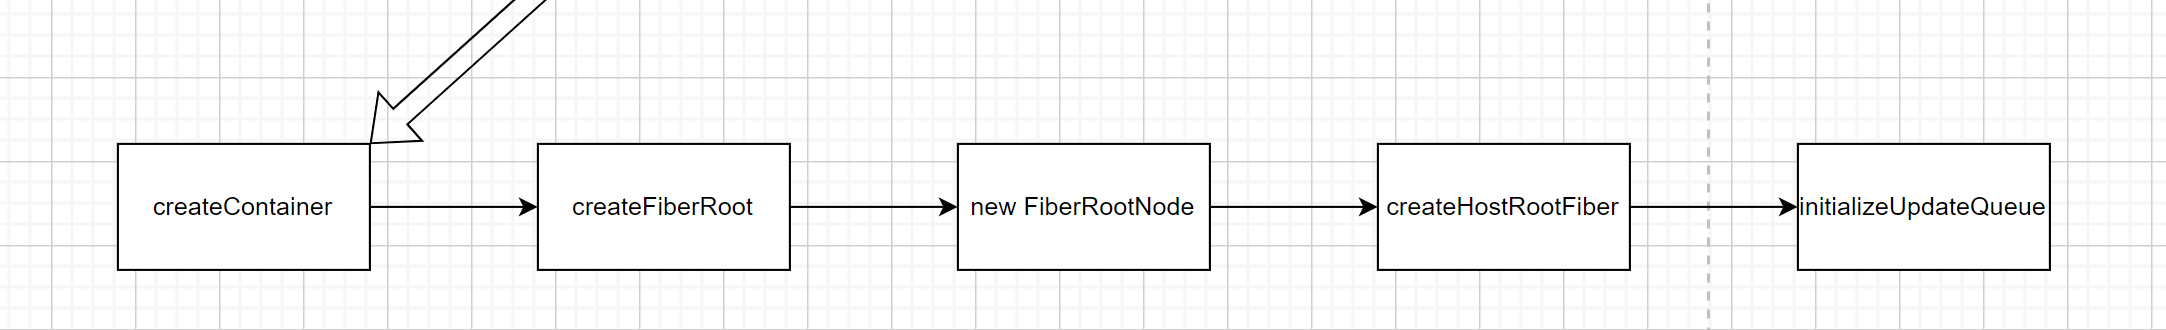 createContainer
createFiberRoot
new FiberRootNode
createHostRootFiber
initializeUpdateQueue